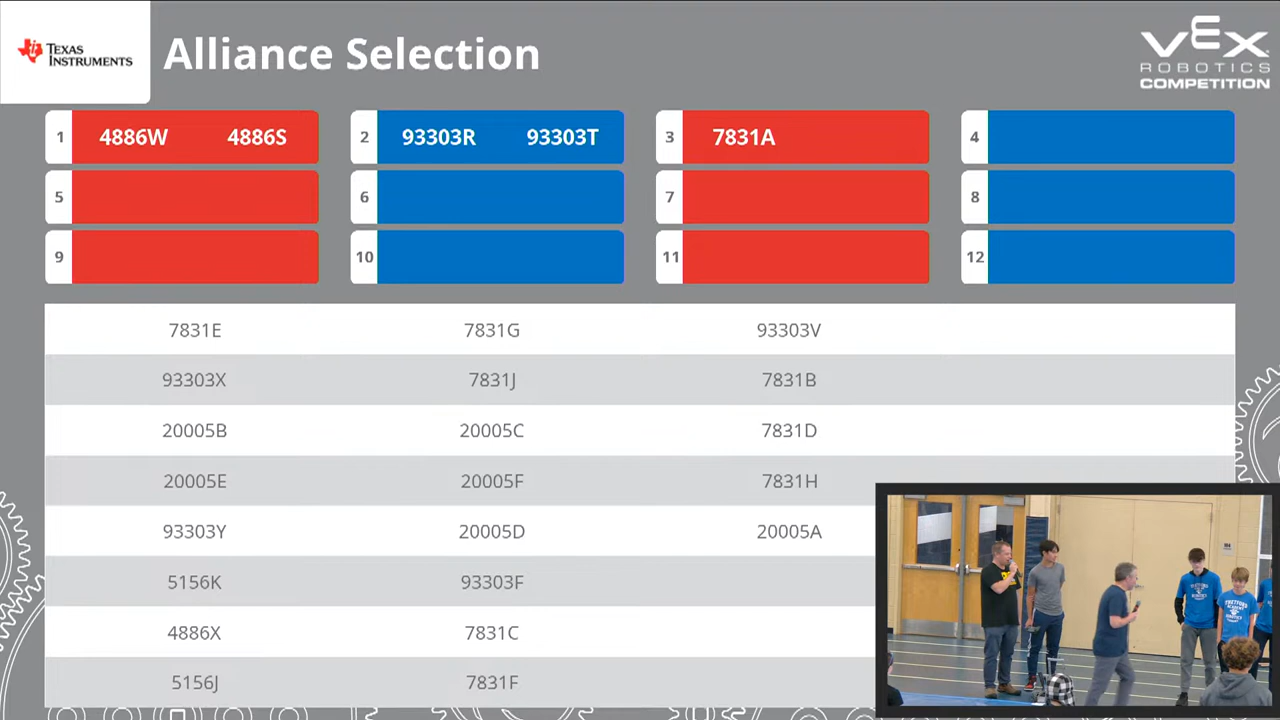 TEXAS INSTRUMENTS
Alliance Selection
VEX ROBOTICS COMPETITION
1 4886W 4886S 2 93303R 93303T 3 7831A 4
5 6 7 8
9 10 11 12
7831E 7831G 93303V
93303X 7831J 7831B
20005B 20005C 7831D
20005E 20005F 7831H
93303Y 20005D 20005A
5156K 93303F
4886X 7831C
5156J 7831F